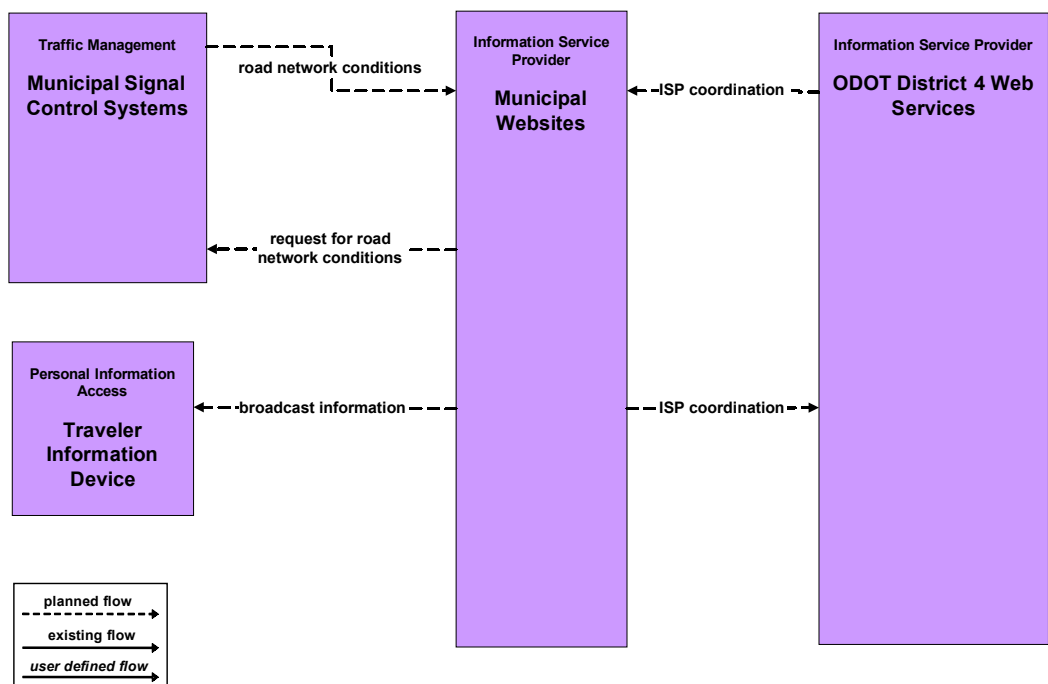 Traffic Management
Municipal Signal
Control Systems
road network conditions
Information Service
Provider
Municipal
Websites
ISP coordination
Information Service Provider
ODOT District 4 Web
Services
request for road
network conditions
Personal Information
Access
Traveler
Information
Device
broadcast information
ISP coordination
planned flow
existing flow
user defined flow